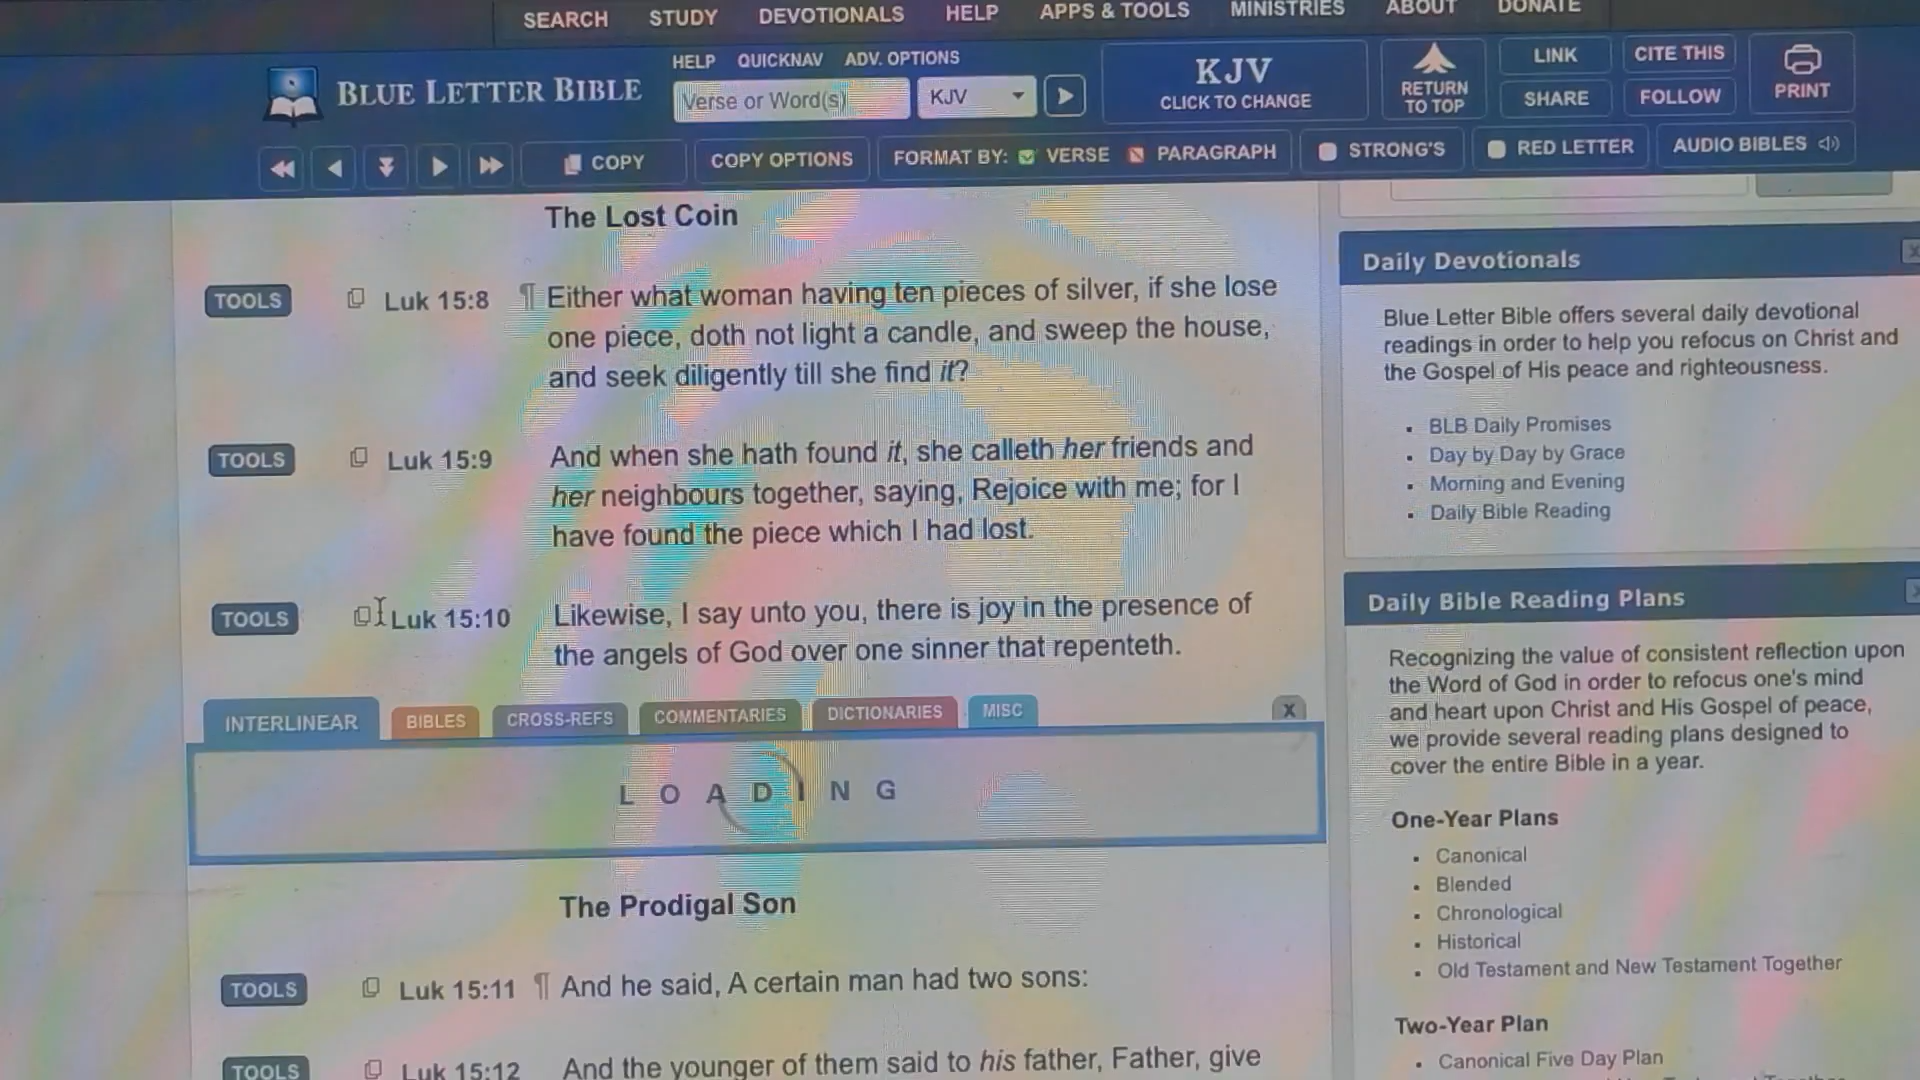 SEARCH STUDY DEVOTIONALS HELP APPS & TOOLS MINISTRIES ABOUT DONATE
HELP QUICKNAV ADV. OPTIONS
BLUE LETTER BIBLE
Verse or Word(s)
KJV
KJV
CLICK TO CHANGE
RETURN
TO TOP
LINK
CITE THIS
SHARE
FOLLOW
PRINT
COPY
COPY OPTIONS
FORMAT BY: VERSE PARAGRAPH
STRONG'S
RED LETTER
AUDIO BIBLES
The Lost Coin
TOOLS Luk 15:8 ¶ Either what woman having ten pieces of silver, if she lose
one piece, doth not light a candle, and sweep the house,
and seek diligently till she find it?
TOOLS Luk 15:9 And when she hath found it, she calleth her friends and
her neighbours together, saying, Rejoice with me; for I
have found the piece which I had lost.
TOOLS Luk 15:10 Likewise, I say unto you, there is joy in the presence of
the angels of God over one sinner that repenteth.
INTERLINEAR BIBLES CROSS-REFS COMMENTARIES DICTIONARIES MISC X
LOADING
The Prodigal Son
TOOLS Luk 15:11 ¶ And he said, A certain man had two sons:
TOOLS Luk 15:12 And the younger of them said to his father, Father, give
Daily Devotionals
Blue Letter Bible offers several daily devotional
readings in order to help you refocus on Christ and
the Gospel of His peace and righteousness.
BLB Daily Promises
Day by Day by Grace
Morning and Evening
Daily Bible Reading
Daily Bible Reading Plans
Recognizing the value of consistent reflection upon
the Word of God in order to refocus one's mind
and heart upon Christ and His Gospel of peace,
we provide several reading plans designed to
cover the entire Bible in a year.
One-Year Plans
Canonical
Blended
Chronological
Historical
Old Testament and New Testament Together
Two-Year Plan
Canonical Five Day Plan